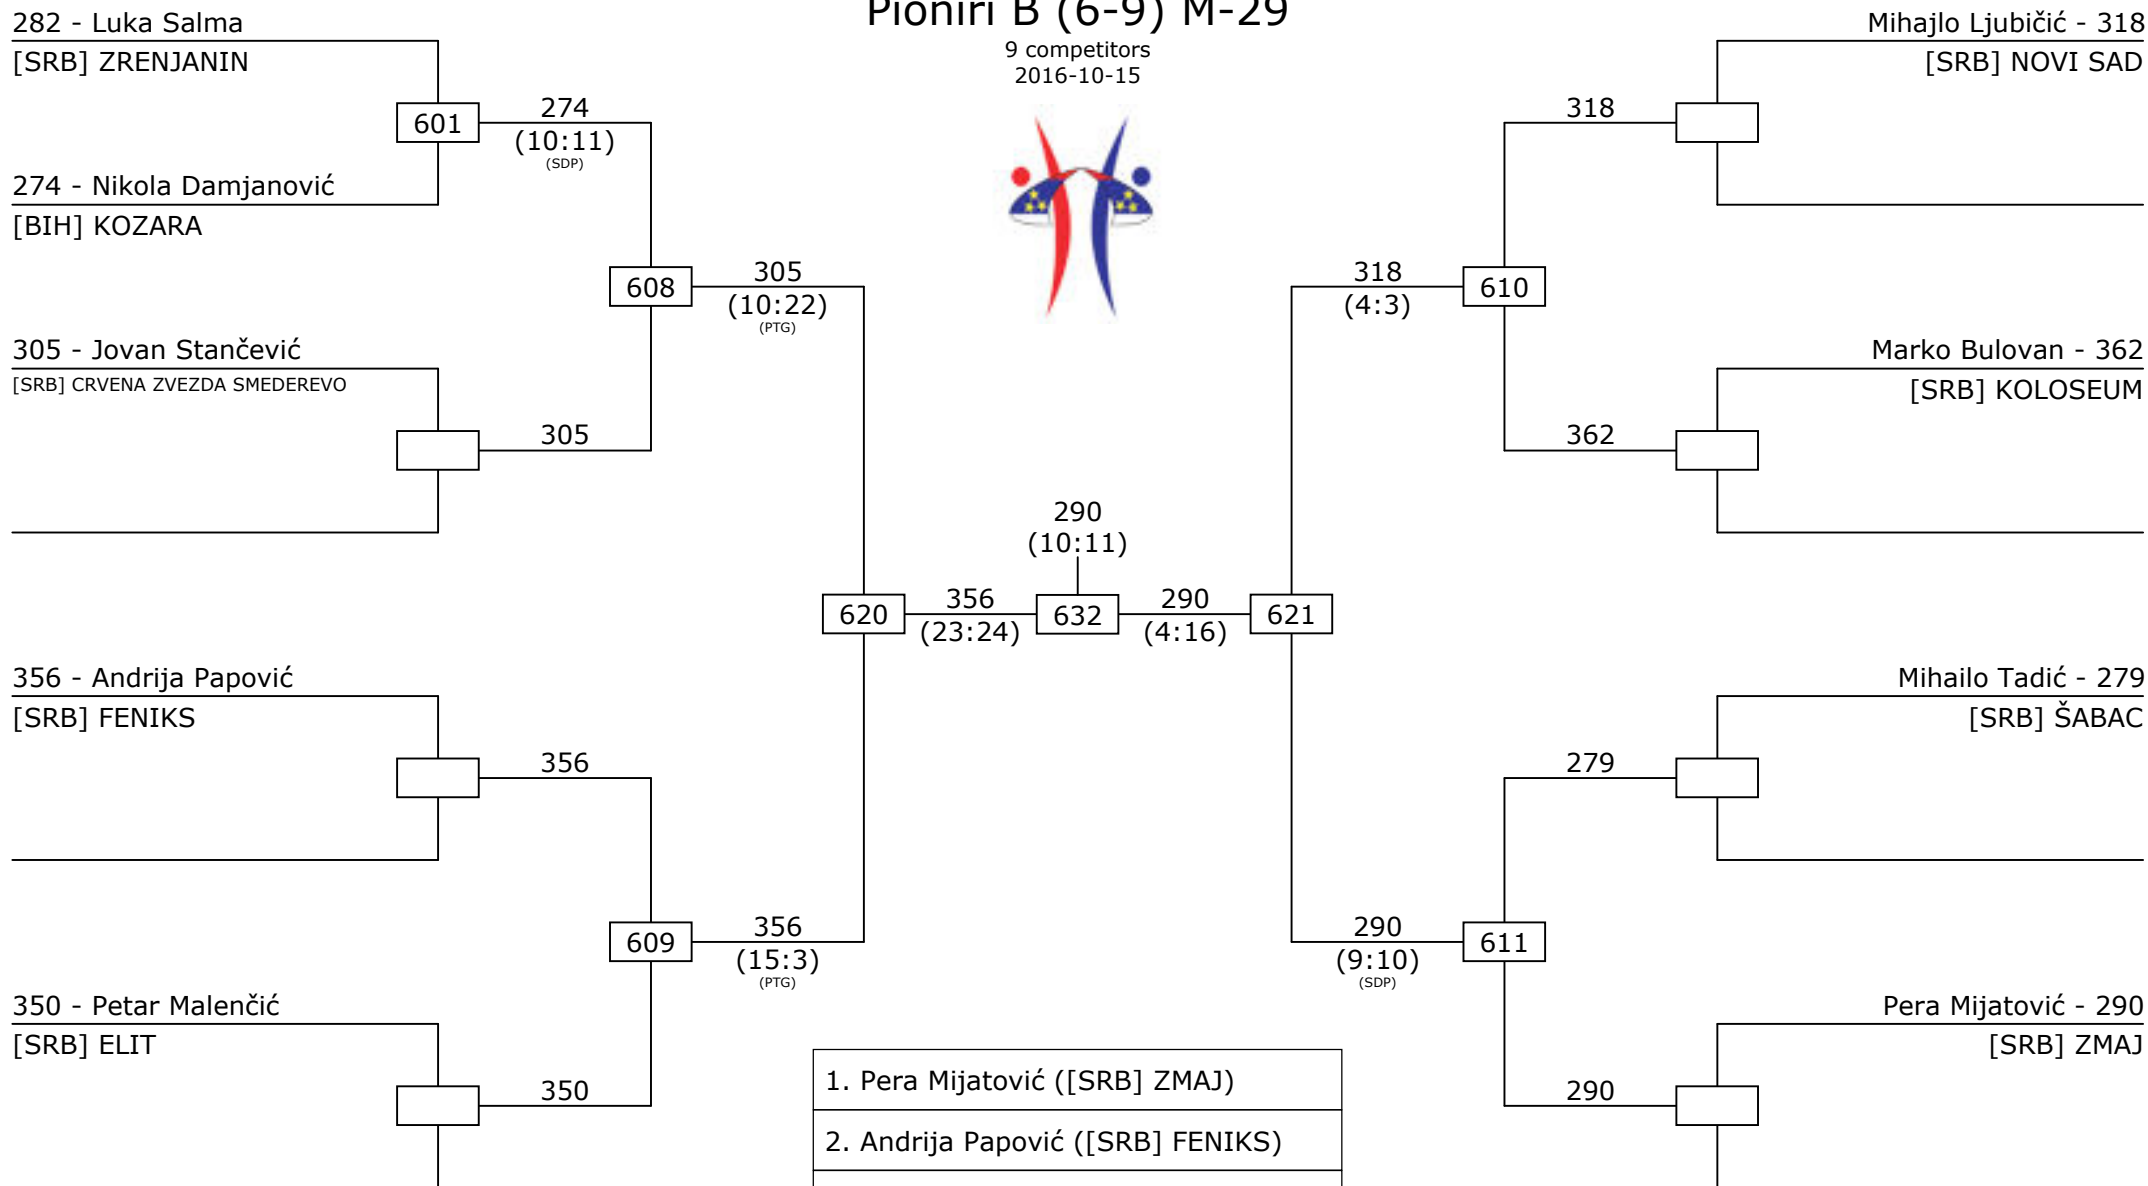 Pioniri B (6-9) M-29
9 competitors
2016-10-15
282 - Luka Salma
[SRB] ZRENJANIN
601
274
(10:11)
(SDP)
274 - Nikola Damjanović
[BIH] KOZARA
608
305
(10:22)
(PTG)
305 - Jovan Stančević
[SRB] CRVENA ZVEZDA SMEDEREVO
305
356 - Andrija Papović
[SRB] FENIKS
356
609
356
(15:3)
(PTG)
350 - Petar Malenčić
[SRB] ELIT
350
620
356
(23:24)
290
(10:11)
632
290
(4:16)
621
Mihajlo Ljubičić - 318
[SRB] NOVI SAD
318
318
(4:3)
610
Marko Bulovan - 362
[SRB] KOLOSEUM
362
Mihailo Tadić - 279
[SRB] ŠABAC
279
290
(9:10)
(SDP)
611
Pera Mijatović - 290
[SRB] ZMAJ
290
1. Pera Mijatović ([SRB] ZMAJ)
2. Andrija Papović ([SRB] FENIKS)